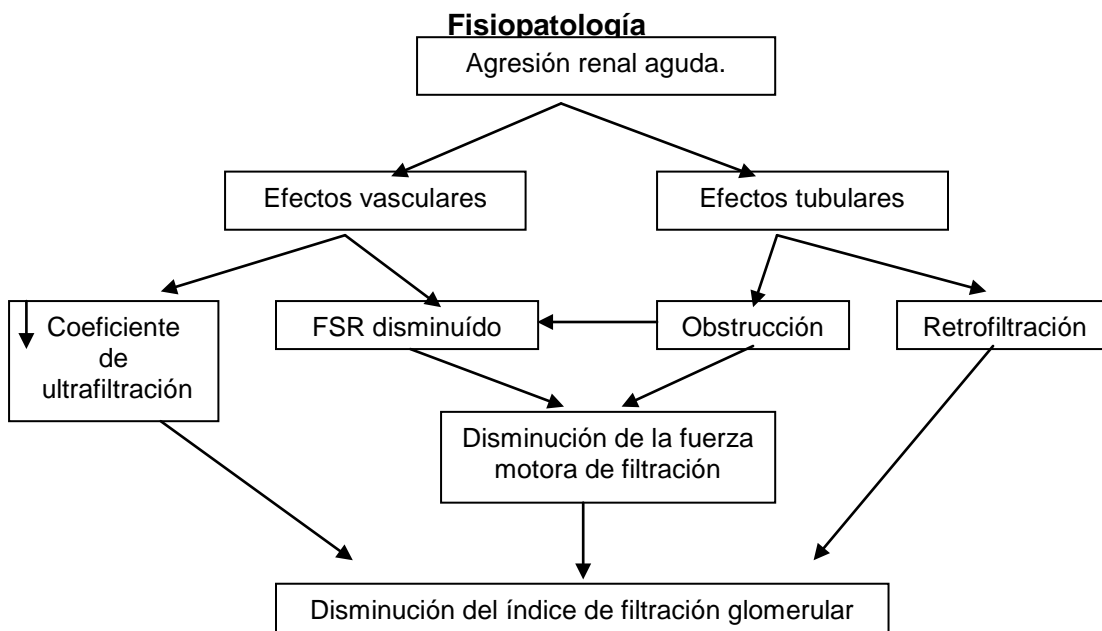 Fisiopatología
Agresión renal aguda.
Efectos vasculares
Efectos tubulares
Coeficiente
de
ultrafiltración
FSR disminuído
Obstrucción
Retrofiltración
Disminución de la fuerza
motora de filtración
Disminución del índice de filtración glomerular